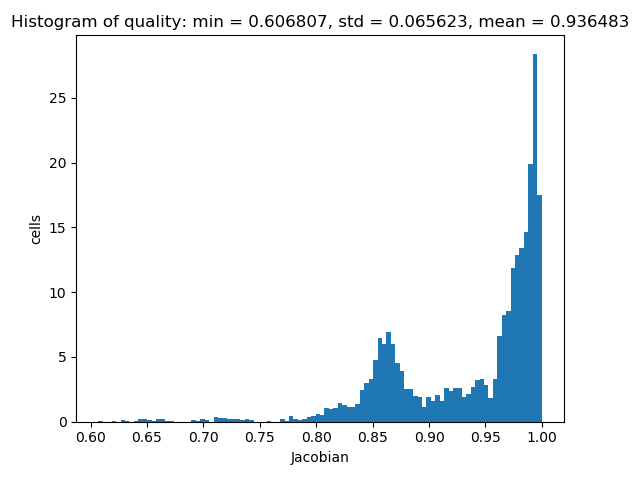 Histogram of quality: min = 0.606807, std = 0.065623, mean = 0.936483
25
20
15
10
5
0
cells
0.60 0.65 0.70 0.75 0.80 0.85 0.90 0.95 1.00
Jacobian